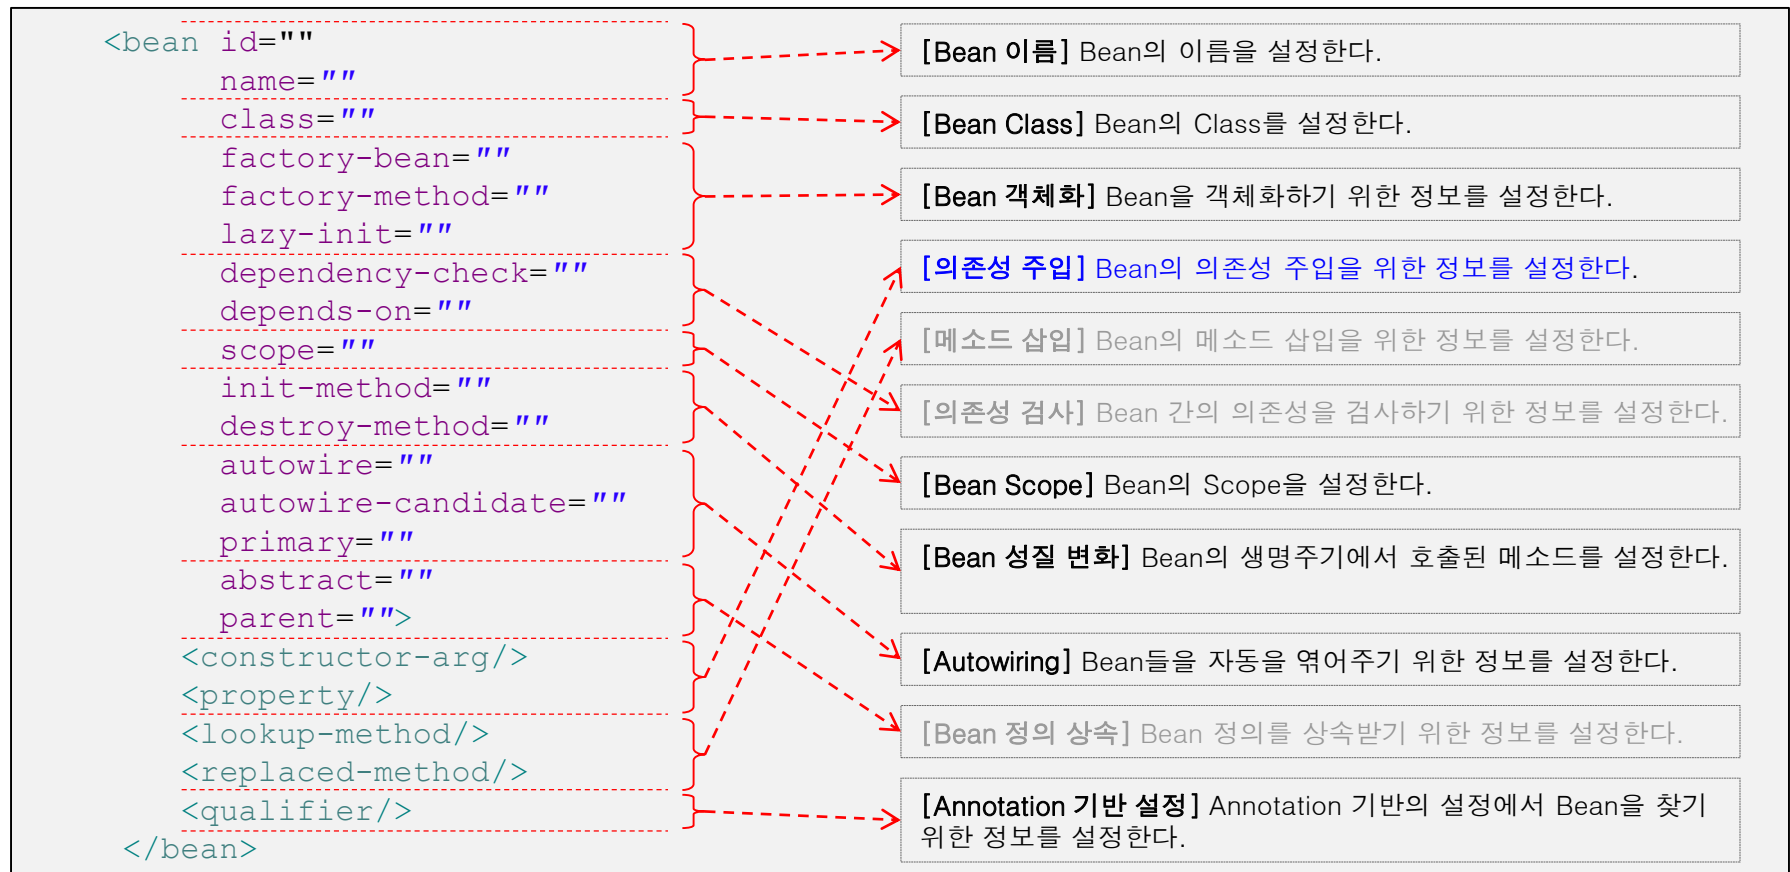 <bean id=""
name=""
class=""
factory-bean=""
factory-method=""
lazy-init=""
dependency-check=""
depends-on=""
scope=""
init-method=""
destroy-method=""
autowire=""
autowire-candidate=""
primary=""
abstract=""
parent="">
<constructor-arg/>
<property/>
<lookup-method/>
<replaced-method/>
<qualifier/>
</bean>
[Bean 이름] Bean의 이름을 설정한다.
[Bean Class] Bean의 Class를 설정한다.
[Bean 객체화] Bean을 객체화하기 위한 정보를 설정한다.
[의존성 주입] Bean의 의존성 주입을 위한 정보를 설정한다.
[메소드 삽입] Bean의 메소드 삽입을 위한 정보를 설정한다.
[의존성 검사] Bean 간의 의존성을 검사하기 위한 정보를 설정한다.
[Bean Scope] Bean의 Scope을 설정한다.
[Bean 성질 변화] Bean의 생명주기에서 호출된 메소드를 설정한다.
[Autowiring] Bean들을 자동을 엮어주기 위한 정보를 설정한다.
[Bean 정의 상속] Bean 정의를 상속받기 위한 정보를 설정한다.
[Annotation 기반 설정] Annotation 기반의 설정에서 Bean을 찾기
위한 정보를 설정한다.